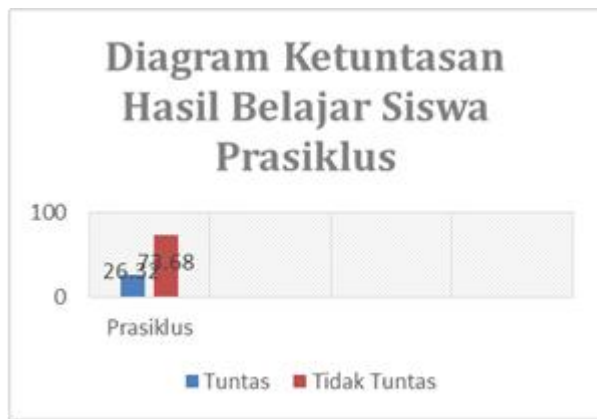 Diagram Ketuntasan
Hasil Belajar Siswa
Prasiklus
100
26.32 73.68
0
Prasiklus
Tuntas Tidak Tuntas